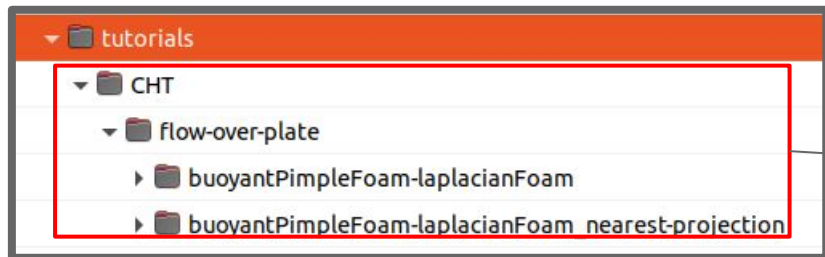 tutorials
CHT
flow-over-plate
buoyantPimpleFoam-laplacianFoam
buoyantPimpleFoam-laplacianFoam_nearest-projection